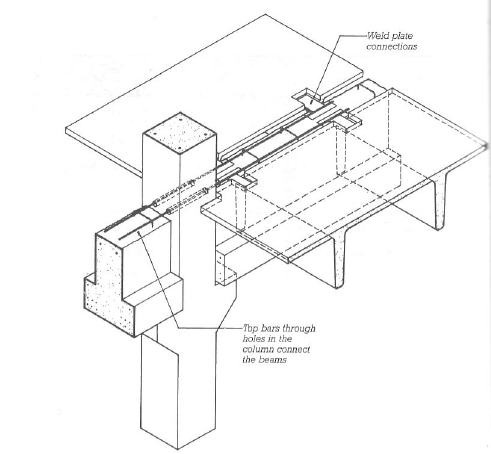 Weld plate
connections
Top bars through
holes in the
column connect
the beams